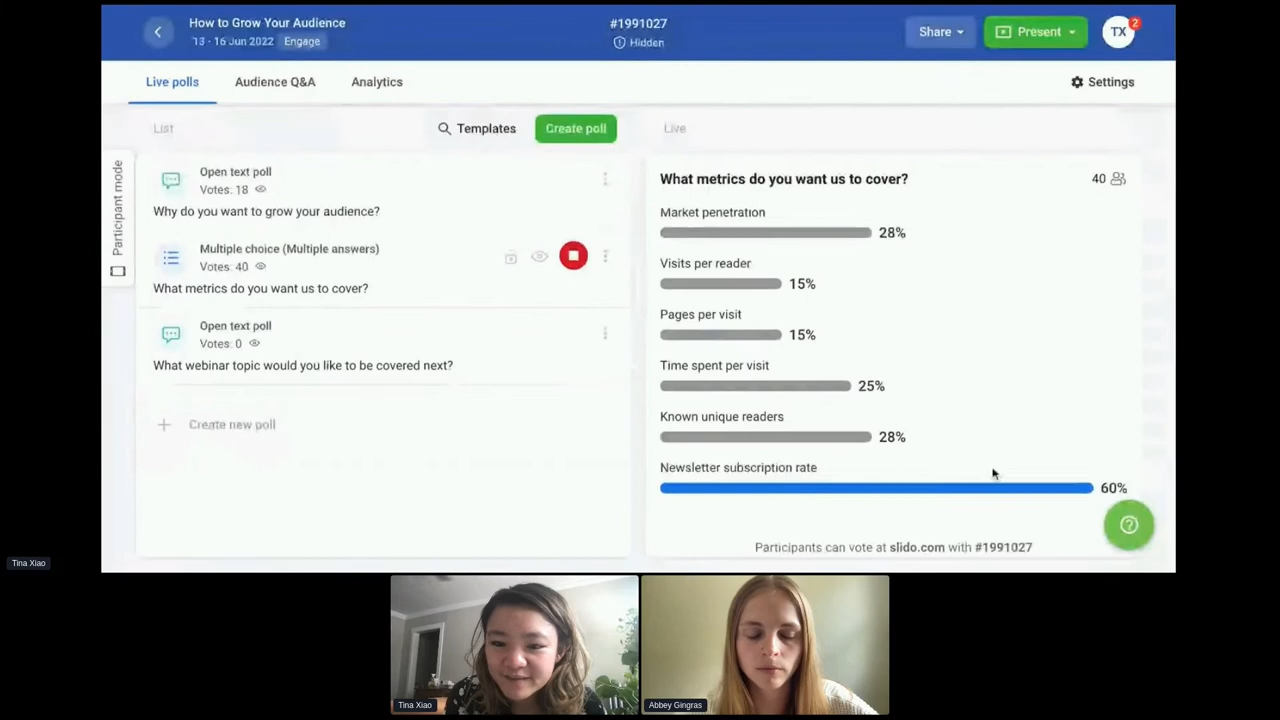 How to Grow Your Audience
13 - 16 Jun 2022 Engage
#1991027
Hidden
Share
Present
TX
2
Live polls
Audience Q&A
Analytics
Settings
List
Templates
Create poll
Participant mode
Open text poll
Votes: 18
Why do you want to grow your audience?
Multiple choice (Multiple answers)
Votes: 40
What metrics do you want us to cover?
Open text poll
Votes: 0
What webinar topic would you like to be covered next?
Create new poll
Live
What metrics do you want us to cover?
40
Market penetration
28%
Visits per reader
15%
Pages per visit
15%
Time spent per visit
25%
Known unique readers
28%
Newsletter subscription rate
60%
Participants can vote at slido.com with #1991027
Tina Xiao
Tina Xiao
Abbey Gingras